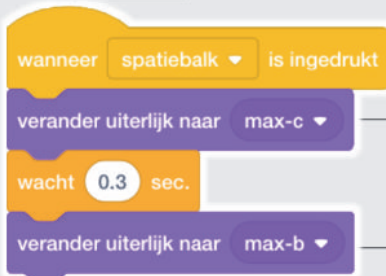 wanneer spatiebalk is ingedrukt
verander uiterlijk naar max-c
wacht 0.3 sec.
verander uiterlijk naar max-b